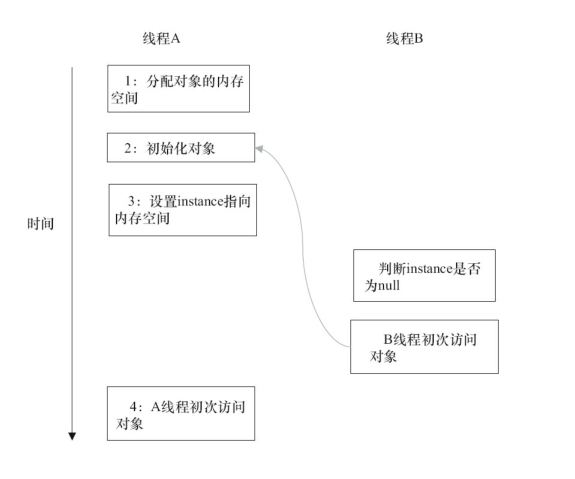 线程A
线程B
1：分配对象的内存
空间
2：初始化对象
3：设置instance指向
内存空间
时间
判断instance是否
为null
B线程初次访问
对象
4：A线程初次访问
对象